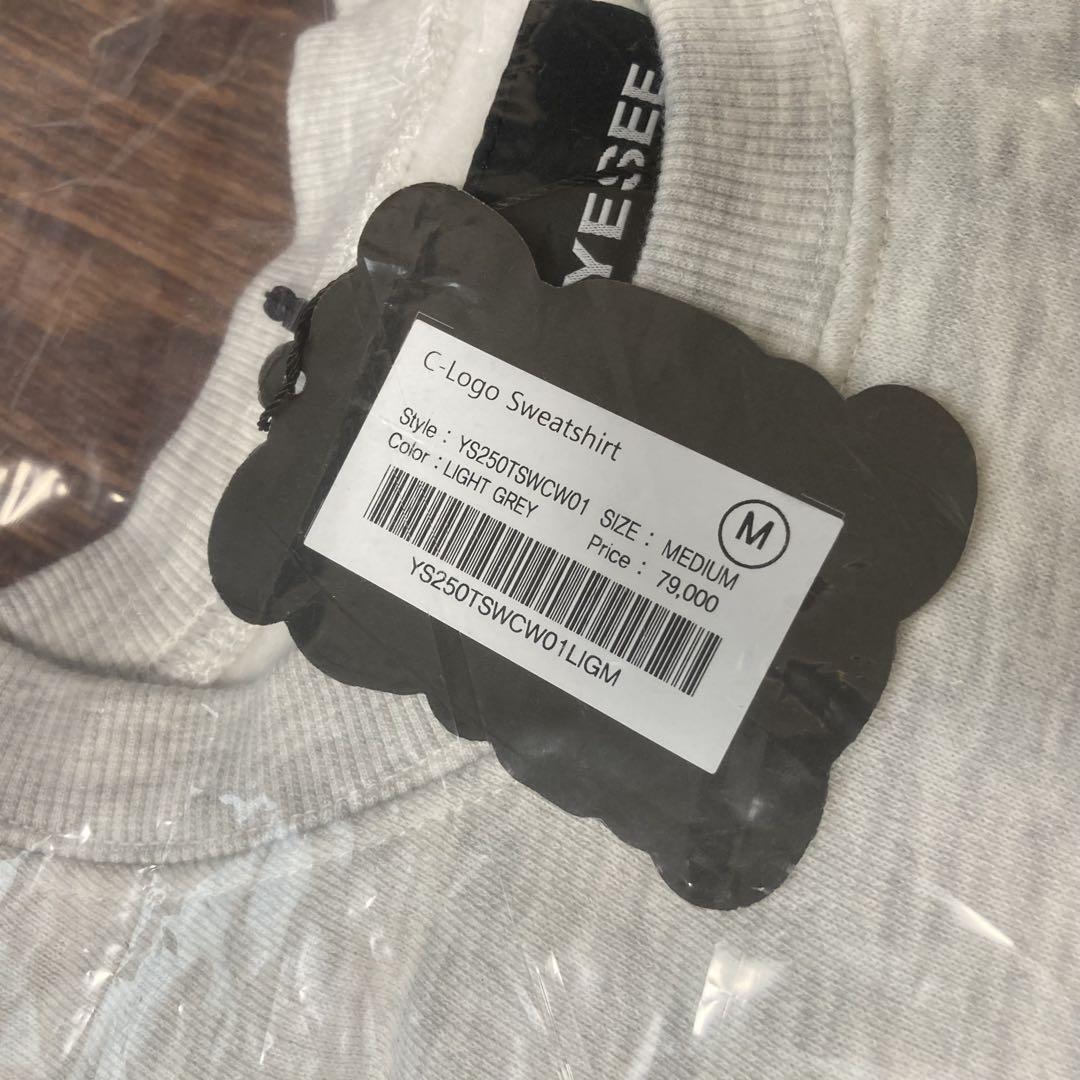 YESEE
C-Logo Sweatshirt
Style : YS250TSWCW01 SIZE : MEDIUM
Color : LIGHT GREY Price : 79,000
M
YS250TSWCW01LIGM